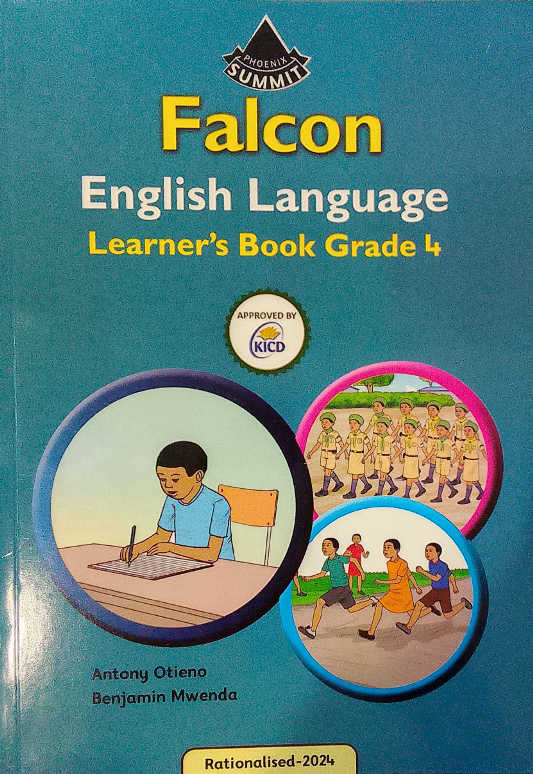 PHOENIX
SUMMIT
Falcon
English Language
Learner's Book Grade 4
APPROVED BY
KICD
Antony Otieno
Benjamin Mwenda
Rationalised-2024